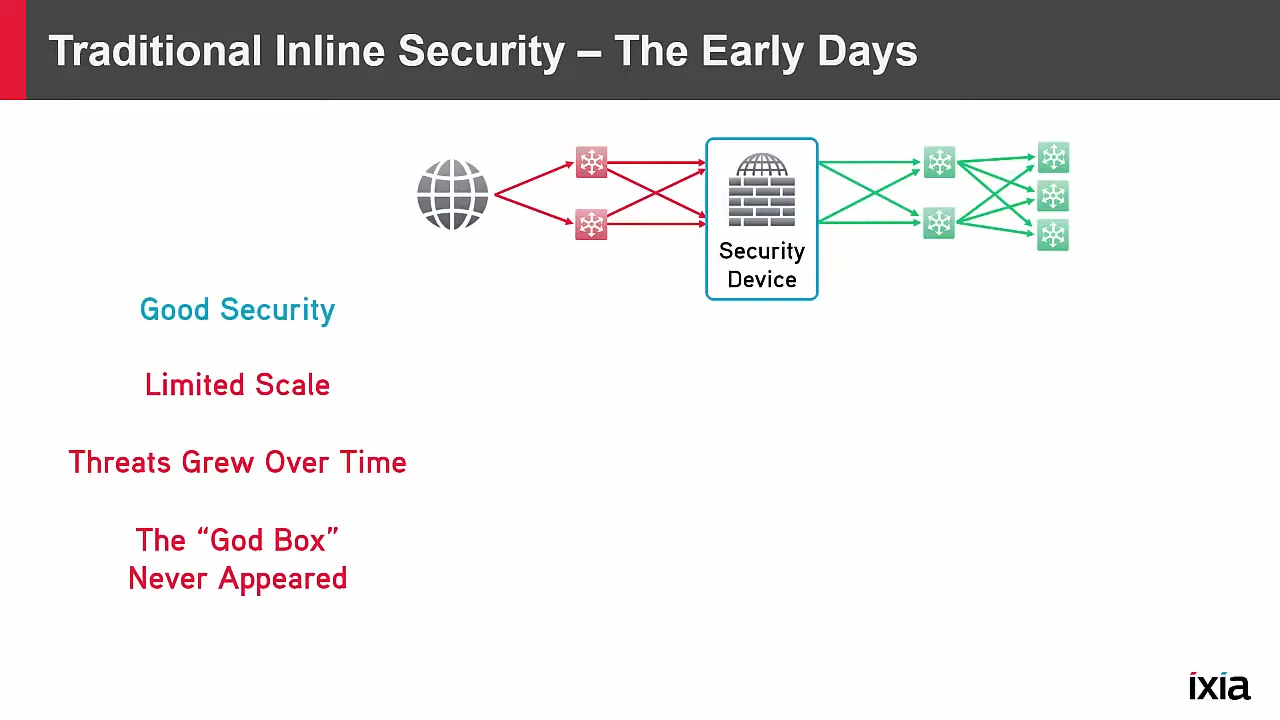 Traditional Inline Security – The Early Days
Security
Device
Good Security
Limited Scale
Threats Grew Over Time
The “God Box”
Never Appeared
ixia